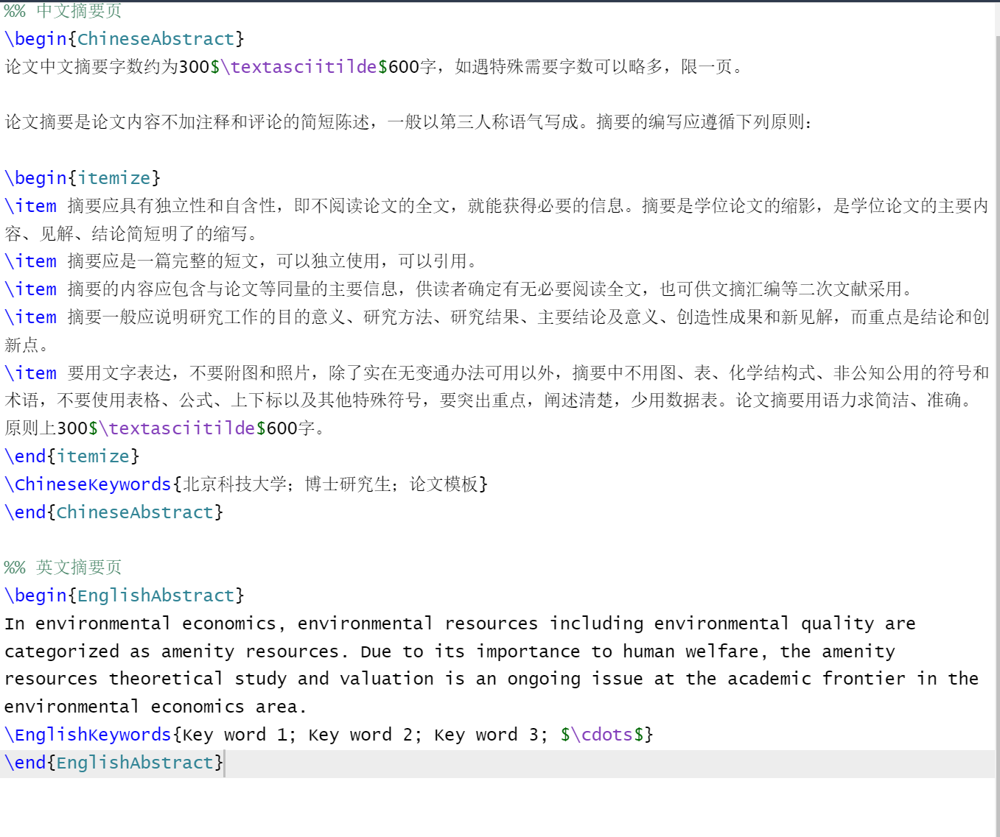 %% 中文摘要页
\begin{ChineseAbstract}
论文中文摘要字数约为300$\textasciitilde$600字，如遇特殊需要字数可以略多，限一页。
论文摘要是论文内容不加注释和评论的简短陈述，一般以第三人称语气写成。摘要的编写应遵循下列原则：
\begin{itemize}
\item 摘要应具有独立性和自含性，即不阅读论文的全文，就能获得必要的信息。摘要是学位论文的缩影，是学位论文的主要内
容、见解、结论简短明了的缩写。
\item 摘要应是一篇完整的短文，可以独立使用，可以引用。
\item 摘要的内容应包含与论文等同量的主要信息，供读者确定有无必要阅读全文，也可供文摘汇编等二次文献采用。
\item 摘要一般应说明研究工作的目的意义、研究方法、研究结果、主要结论及意义、创造性成果和新见解，而重点是结论和创
新点。
\item 要用文字表达，不要附图和照片，除了实在无变通办法可用以外，摘要中不用图、表、化学结构式、非公知公用的符号和
术语，不要使用表格、公式、上下标以及其他特殊符号，要突出重点，阐述清楚，少用数据表。论文摘要用语力求简洁、准确。
原则上300$\textasciitilde$600字。
\end{itemize}
\ChineseKeywords{北京科技大学；博士研究生；论文模板}
\end{ChineseAbstract}
%% 英文摘要页
\begin{EnglishAbstract}
In environmental economics, environmental resources including environmental quality are
categorized as amenity resources. Due to its importance to human welfare, the amenity
resources theoretical study and valuation is an ongoing issue at the academic frontier in the
environmental economics area.
\EnglishKeywords{Key word 1; Key word 2; Key word 3; $\cdots$}
\end{EnglishAbstract}